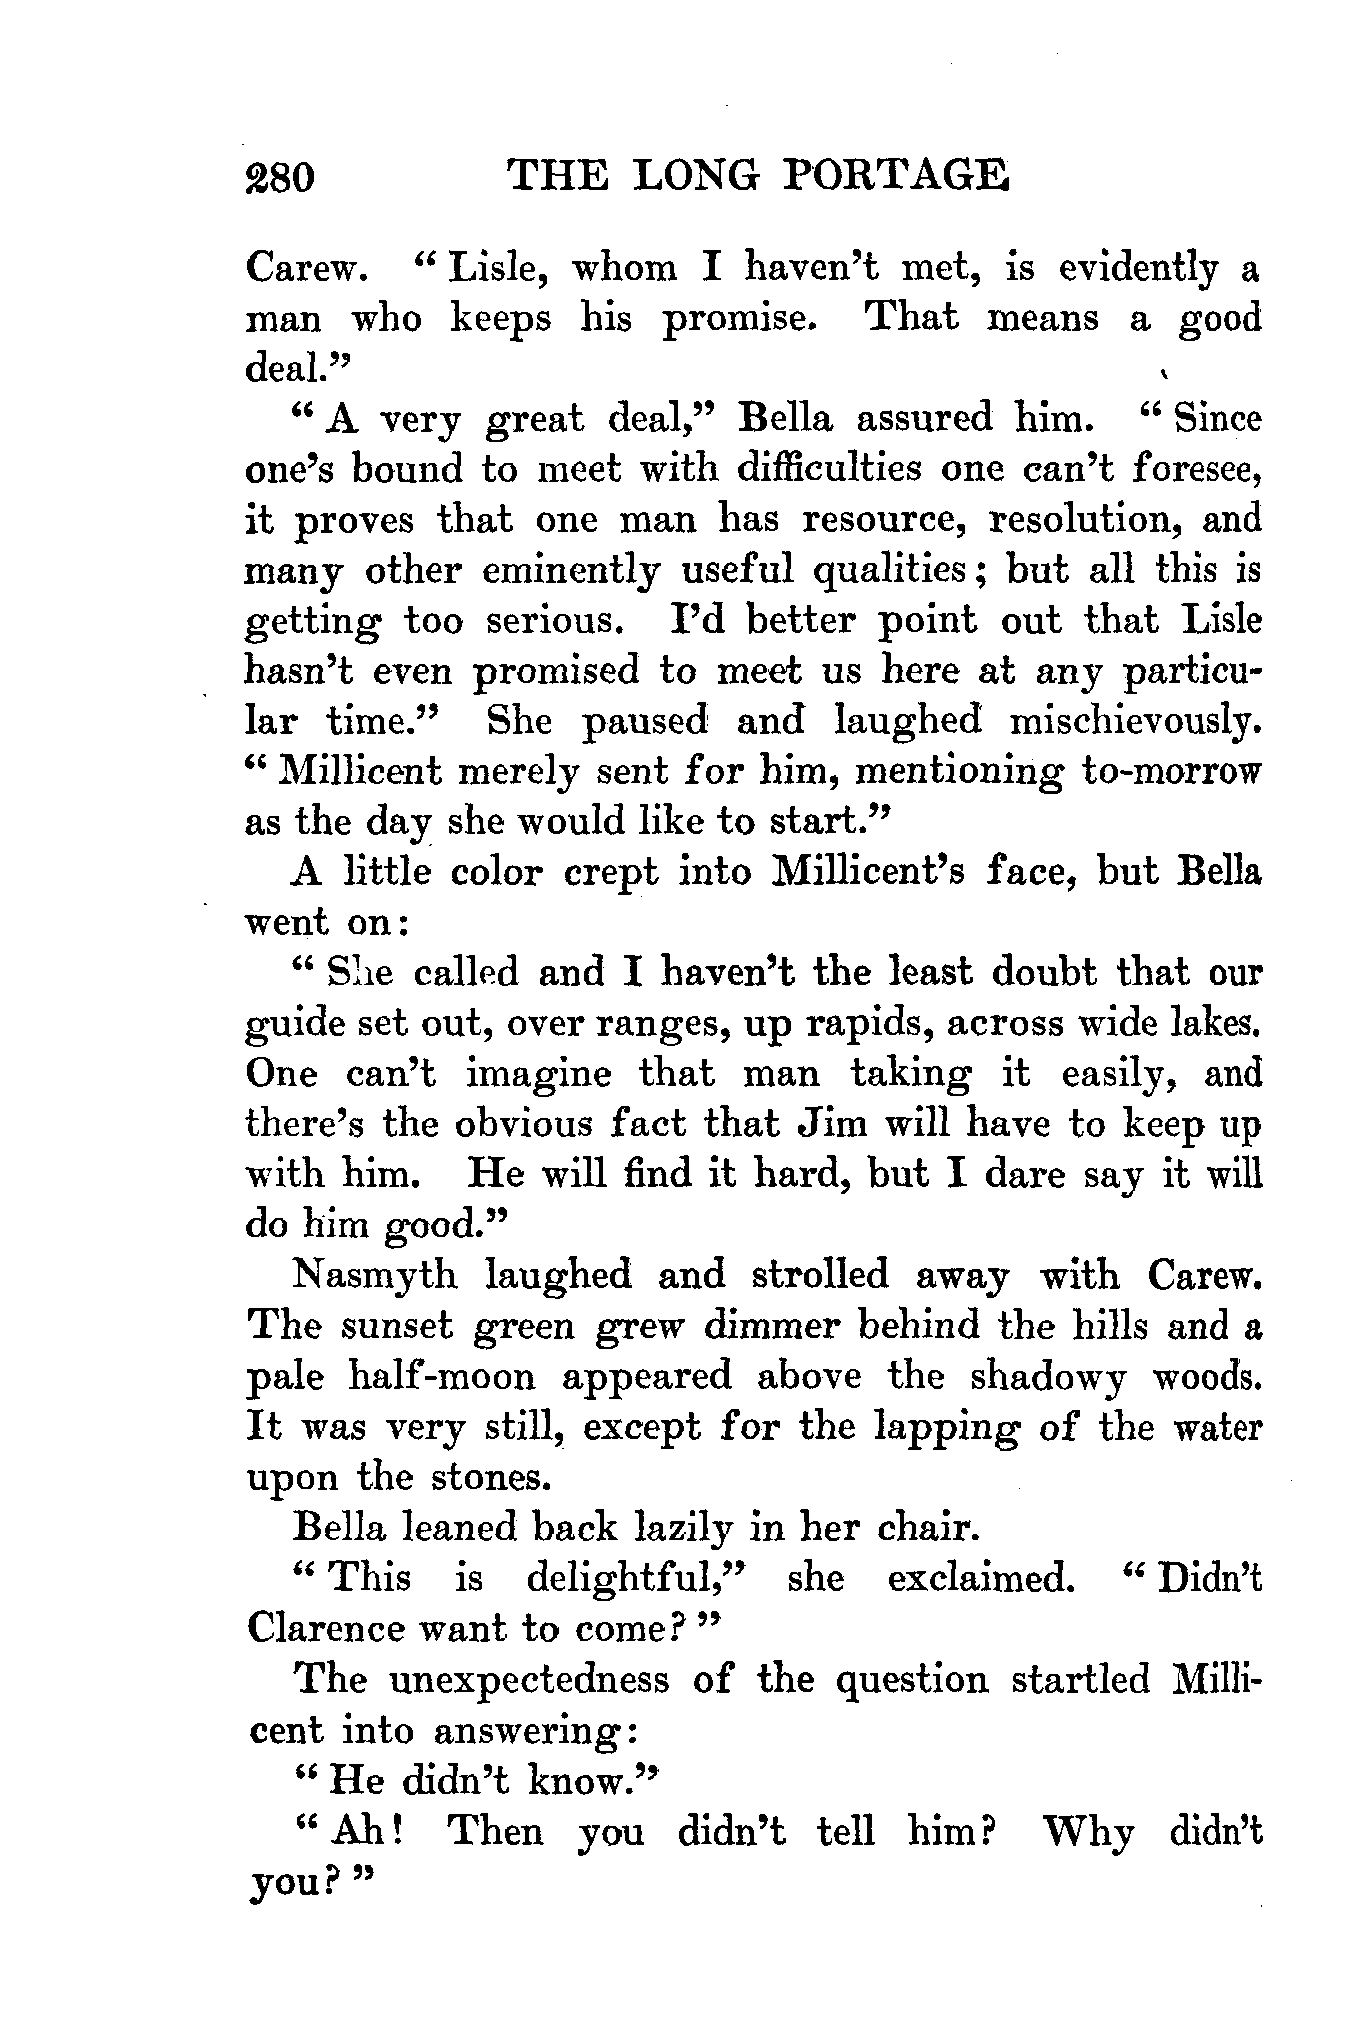 280 THE LONG PORTAGE
Carew. “ Lisle, whom I haven’t met, is evidently a
man who keeps his promise. That means a good
deal.”
“ A very great deal,” Bella assured him. “ Since
one’s bound to meet with difficulties one can’t foresee,
it proves that one man has resource, resolution, and
many other eminently useful qualities ; but all this is
getting too serious. I’d better point out that Lisle
hasn’t even promised to meet us here at any particu-
lar time.” She paused and laughed mischievously.
“ Millicent merely sent for him, mentioning to-morrow
as the day she would like to start.”
A little color crept into Millicent’s face, but Bella
went on :
“ She called and I haven’t the least doubt that our
guide set out, over ranges, up rapids, across wide lakes.
One can’t imagine that man taking it easily, and
there’s the obvious fact that Jim will have to keep up
with him. He will find it hard, but I dare say it will
do him good.”
Nasmyth laughed and strolled away with Carew.
The sunset green grew dimmer behind the hills and a
pale half-moon appeared above the shadowy woods.
It was very still, except for the lapping of the water
upon the stones.
Bella leaned back lazily in her chair.
“ This is delightful,” she exclaimed. “ Didn’t
Clarence want to come? ”
The unexpectedness of the question startled Milli-
cent into answering :
“ He didn’t know.”
“ Ah ! Then you didn’t tell him? Why didn’t
you? ”